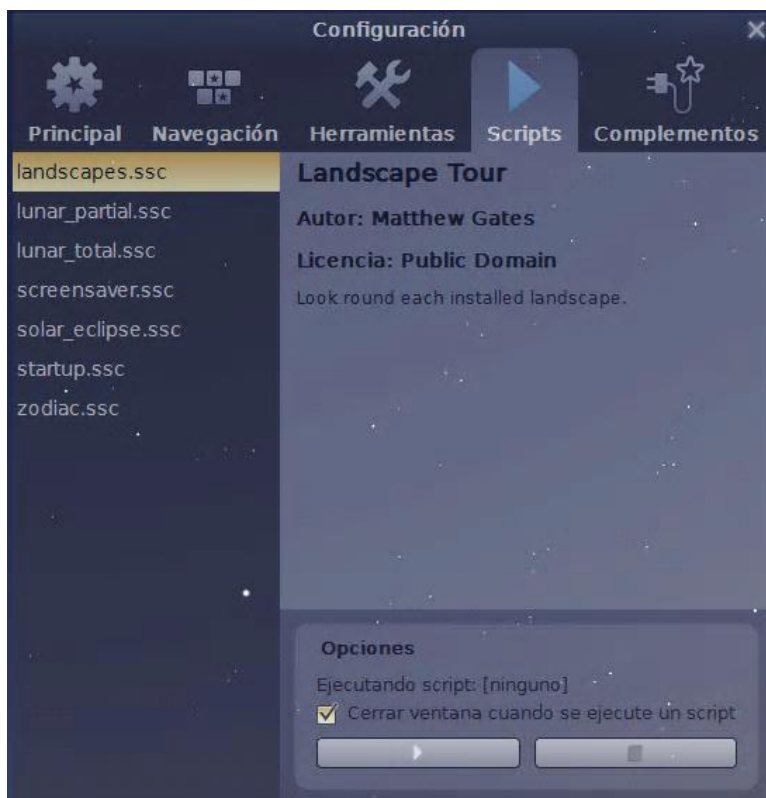 Configuración
Principal Navegación Herramientas Scripts Complementos
landscapes.ssc
lunar_partial.ssc
lunar_total.ssc
screensaver.ssc
solar_eclipse.ssc
startup.ssc
zodiac.ssc
Landscape Tour
Autor: Matthew Gates
Licencia: Public Domain
Look round each installed landscape.
Opciones
Ejecutando script: [ninguno]
Cerrar ventana cuando se ejecute un script